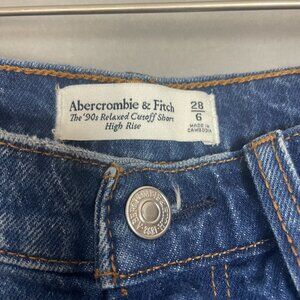 Abercrombie & Fitch
The '90s Relaxed Cutoff Short
High Rise
28
6
MADE IN
CAMBODIA